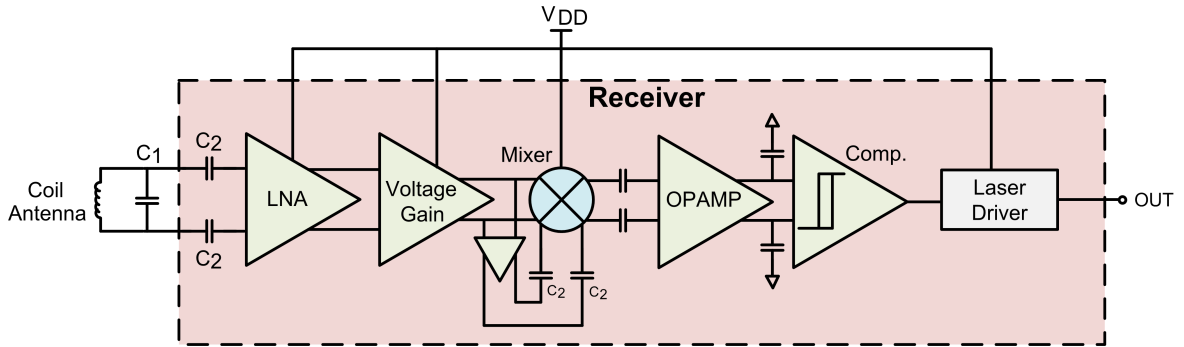 VDD
Receiver
C1
C2
Mixer
Comp.
Coil
Antenna
LNA
Voltage
Gain
OPAMP
Laser
Driver
OUT
C2
C2
C2